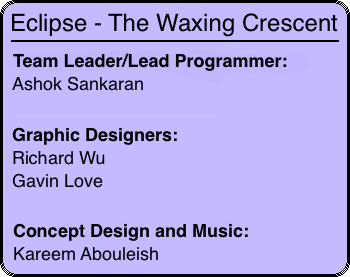 Eclipse - The Waxing Crescent
Team Leader/Lead Programmer:
Ashok Sankaran
Graphic Designers:
Richard Wu
Gavin Love
Concept Design and Music:
Kareem Abouleish